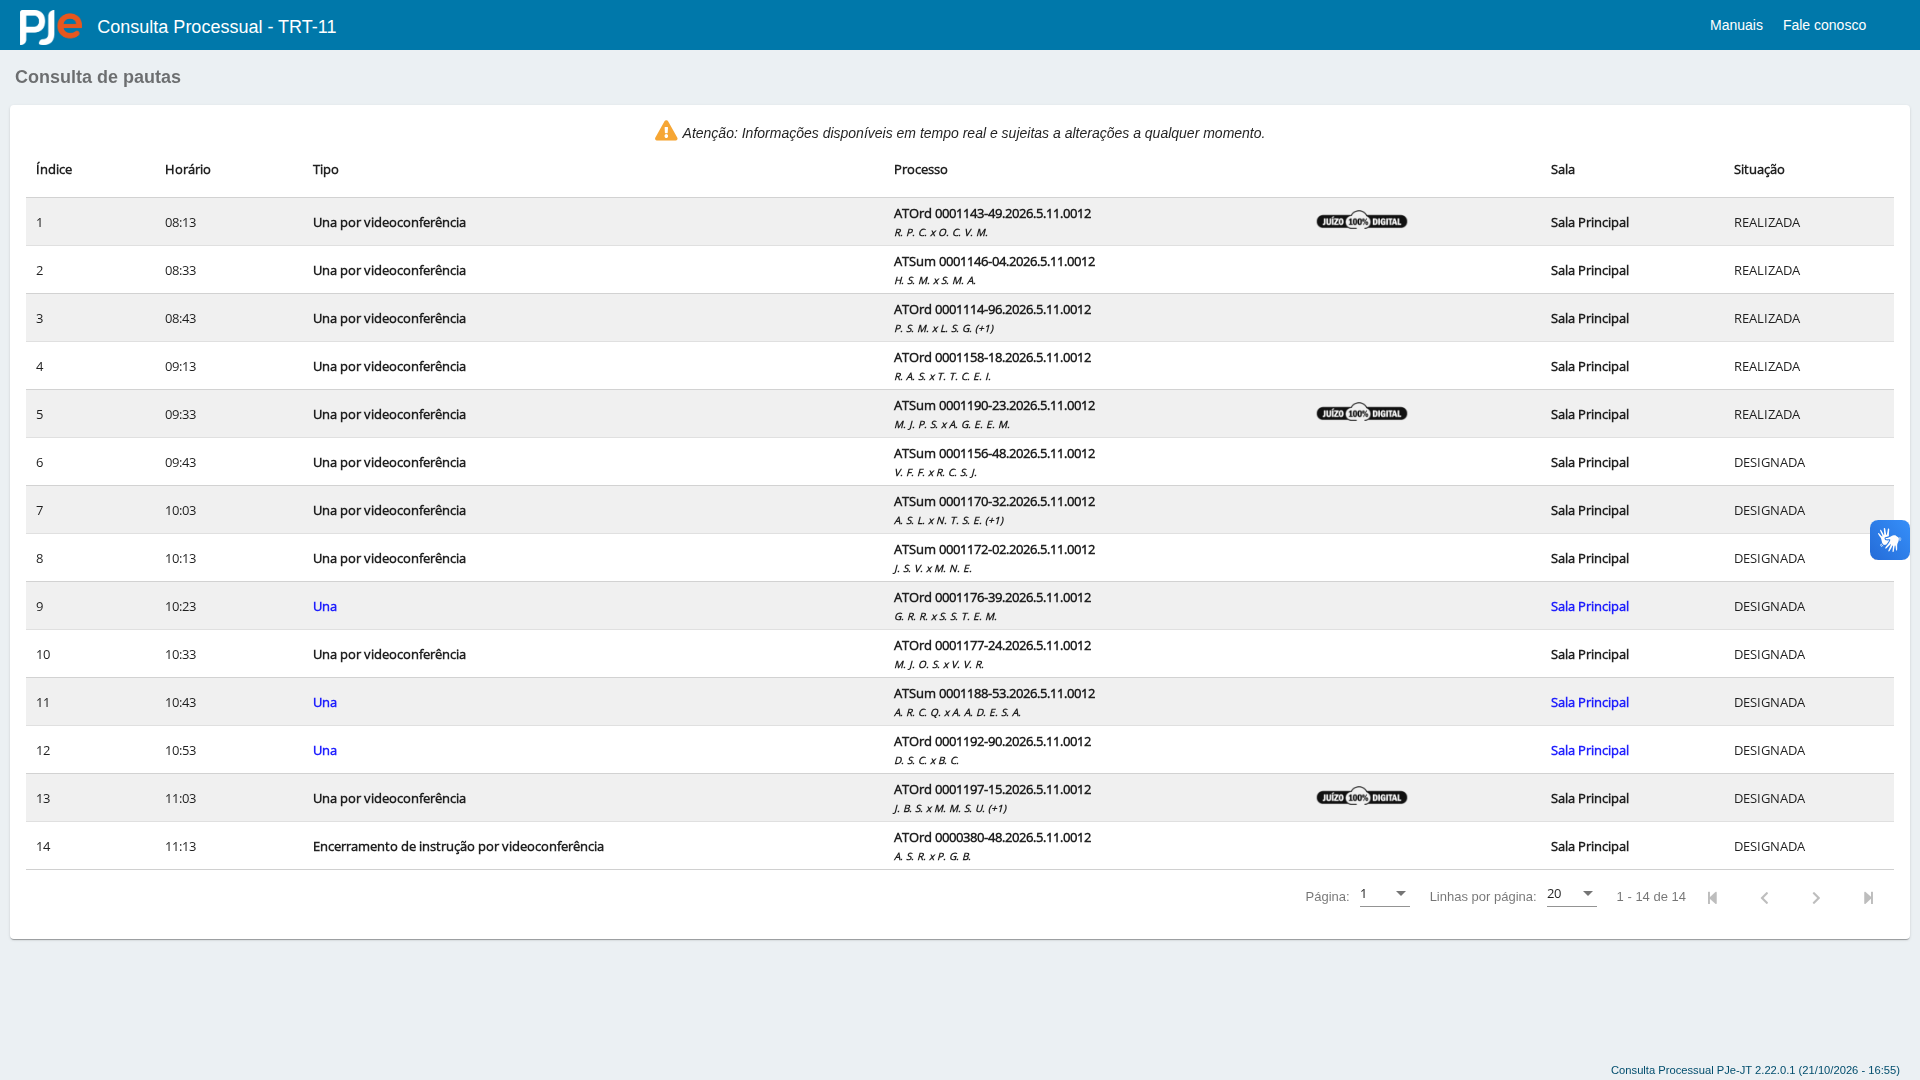 PJe Consulta Processual - TRT-11 Manuais Fale conosco
Consulta de pautas
Atenção: Informações disponíveis em tempo real e sujeitas a alterações a qualquer momento.
Índice Horário Tipo Processo Sala Situação
1 08:13 Una por videoconferência ATOrd 0001143-49.2026.5.11.0012 JUÍZO 100% DIGITAL Sala Principal REALIZADA
R. P. C. x O. C. V. M.
2 08:33 Una por videoconferência ATSum 0001146-04.2026.5.11.0012 Sala Principal REALIZADA
H. S. M. x S. M. A.
3 08:43 Una por videoconferência ATOrd 0001114-96.2026.5.11.0012 Sala Principal REALIZADA
P. S. M. x L. S. G. (+1)
4 09:13 Una por videoconferência ATOrd 0001158-18.2026.5.11.0012 Sala Principal REALIZADA
R. A. S. x T. T. C. E. I.
5 09:33 Una por videoconferência ATSum 0001190-23.2026.5.11.0012 JUÍZO 100% DIGITAL Sala Principal REALIZADA
M. J. P. S. x A. G. E. E. M.
6 09:43 Una por videoconferência ATSum 0001156-48.2026.5.11.0012 Sala Principal DESIGNADA
V. F. F. x R. C. S. J.
7 10:03 Una por videoconferência ATSum 0001170-32.2026.5.11.0012 Sala Principal DESIGNADA
A. S. L. x N. T. S. E. (+1)
8 10:13 Una por videoconferência ATSum 0001172-02.2026.5.11.0012 Sala Principal DESIGNADA
J. S. V. x M. N. E.
9 10:23 Una ATOrd 0001176-39.2026.5.11.0012 Sala Principal DESIGNADA
G. R. R. x S. S. T. E. M.
10 10:33 Una por videoconferência ATOrd 0001177-24.2026.5.11.0012 Sala Principal DESIGNADA
M. J. O. S. x V. V. R.
11 10:43 Una ATSum 0001188-53.2026.5.11.0012 Sala Principal DESIGNADA
A. R. C. Q. x A. A. D. E. S. A.
12 10:53 Una ATOrd 0001192-90.2026.5.11.0012 Sala Principal DESIGNADA
D. S. C. x B. C.
13 11:03 Una por videoconferência ATOrd 0001197-15.2026.5.11.0012 JUÍZO 100% DIGITAL Sala Principal DESIGNADA
J. B. S. x M. M. S. U. (+1)
14 11:13 Encerramento de instrução por videoconferência ATOrd 0000380-48.2026.5.11.0012 Sala Principal DESIGNADA
A. S. R. x P. G. B.
Página: 1 Linhas por página: 20 1 - 14 de 14
Consulta Processual PJe-JT 2.22.0.1 (21/10/2026 - 16:55)